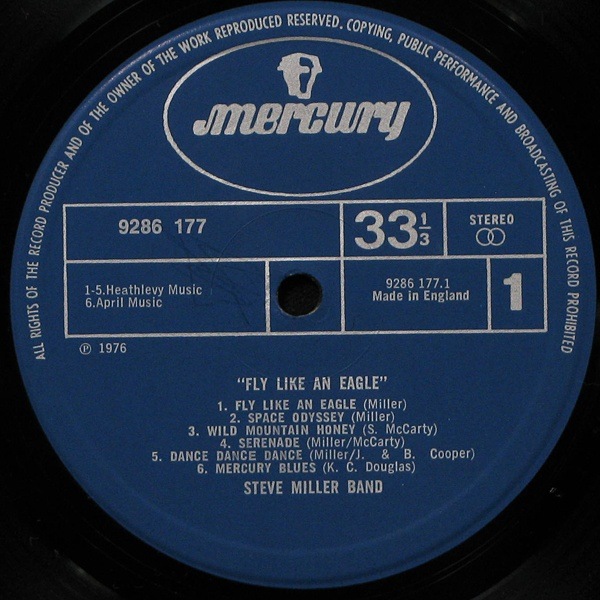 ALL RIGHTS OF THE RECORD PRODUCER AND OF THE OWNER OF THE WORK REPRODUCED RESERVED. COPYING, PUBLIC PERFORMANCE AND BROADCASTING OF THIS RECORD PROHIBITED
mercury
9286 177
33 1/3
STEREO
1-5.Heathlevy Music
6.April Music
9286 177.1
Made in England
1
℗ 1976
"FLY LIKE AN EAGLE"
1. FLY LIKE AN EAGLE (Miller)
2. SPACE ODYSSEY (Miller)
3. WILD MOUNTAIN HONEY (S. McCarty)
4. SERENADE (Miller/McCarty)
5. DANCE DANCE DANCE (Miller/J. & B. Cooper)
6. MERCURY BLUES (K. C. Douglas)
STEVE MILLER BAND